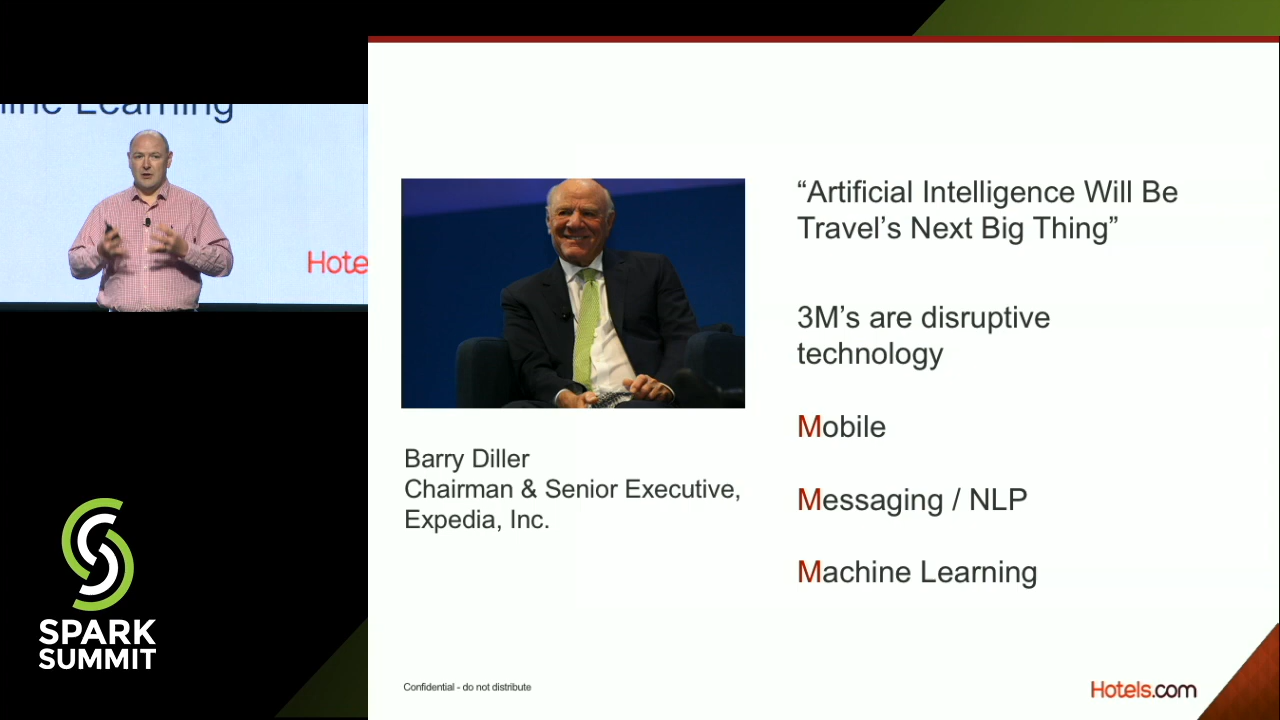 Hote
SPARK
SUMMIT
“Artificial Intelligence Will Be
Travel’s Next Big Thing”
3M’s are disruptive
technology
Mobile
Messaging / NLP
Machine Learning
Barry Diller
Chairman & Senior Executive,
Expedia, Inc.
Confidential - do not distribute
Hotels.com